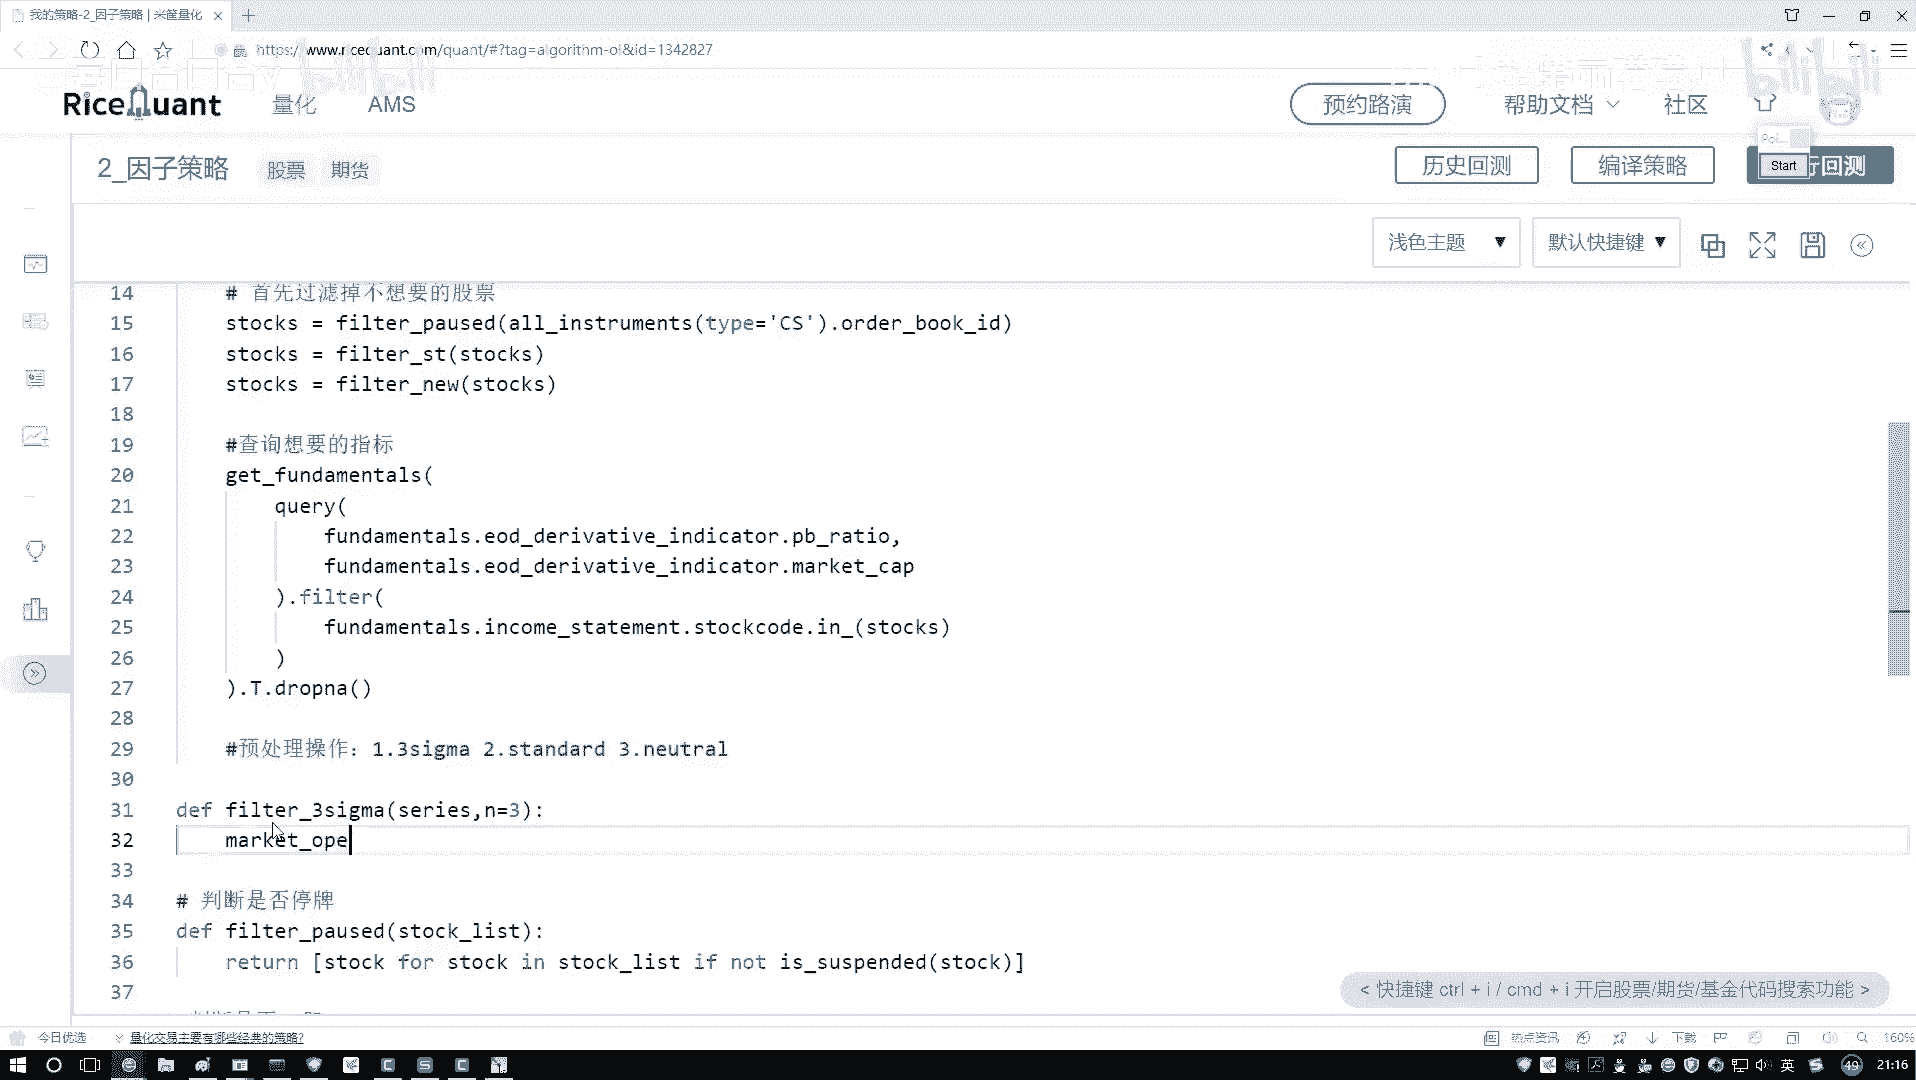 我的策略-2_因子策略 | 米筐量化
https://www.ricequant.com/quant/#?tag=algorithm-ol&id=1342827
RiceQuant 量化 AMS 预约路演 帮助文档 社区
2_因子策略 股票 期货 历史回测 编译策略 Start 回测
浅色主题 默认快捷键
14 # 首先过滤掉不想要的股票
15 stocks = filter_paused(all_instruments(type='CS').order_book_id)
16 stocks = filter_st(stocks)
17 stocks = filter_new(stocks)
18
19 #查询想要的指标
20 get_fundamentals(
21 query(
22 fundamentals.eod_derivative_indicator.pb_ratio,
23 fundamentals.eod_derivative_indicator.market_cap
24 ).filter(
25 fundamentals.income_statement.stockcode.in_(stocks)
26 )
27 ).T.dropna()
28
29 #预处理操作：1.3sigma 2.standard 3.neutral
30
31 def filter_3sigma(series,n=3):
32 market_ope
33
34 # 判断是否停牌
35 def filter_paused(stock_list):
36 return [stock for stock in stock_list if not is_suspended(stock)]
37
< 快捷键 ctrl + i / cmd + i 开启股票/期货/基金代码搜索功能 >
今日优选 量化交易主要有哪些经典的策略? 热点资讯 下载 160%
英 49 21:16